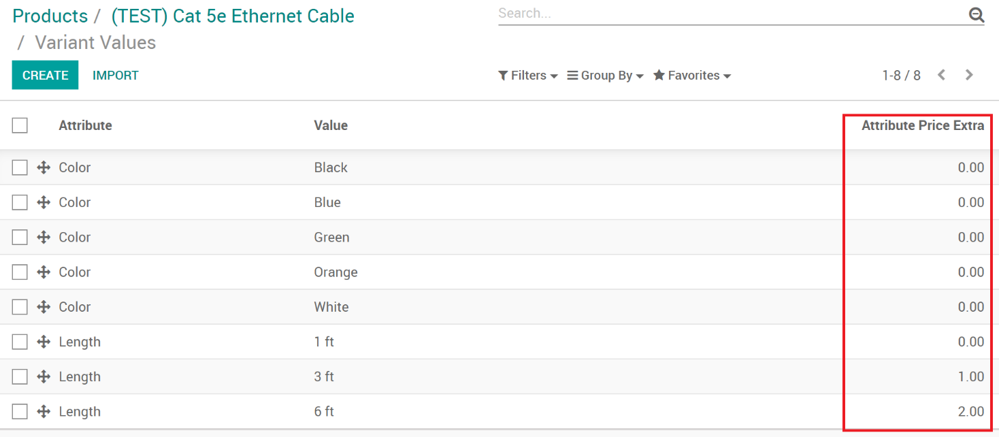 Products / (TEST) Cat 5e Ethernet Cable
/ Variant Values
Search...
CREATE IMPORT
Filters Group By Favorites 1-8 / 8
Attribute Value Attribute Price Extra
Color Black 0.00
Color Blue 0.00
Color Green 0.00
Color Orange 0.00
Color White 0.00
Length 1 ft 0.00
Length 3 ft 1.00
Length 6 ft 2.00